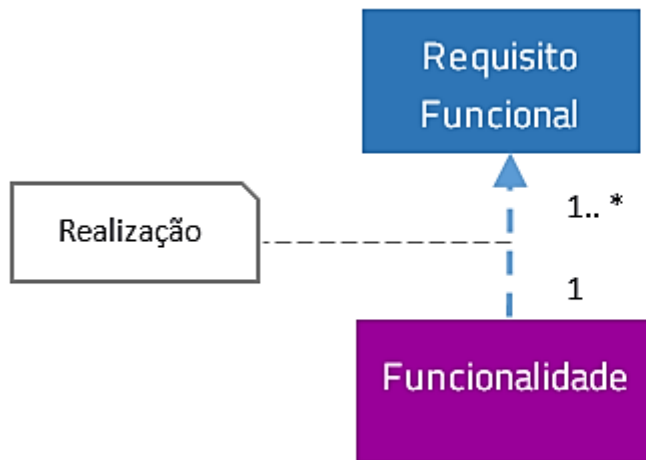 Requisito
Funcional
Realização
1.. *
1
Funcionalidade